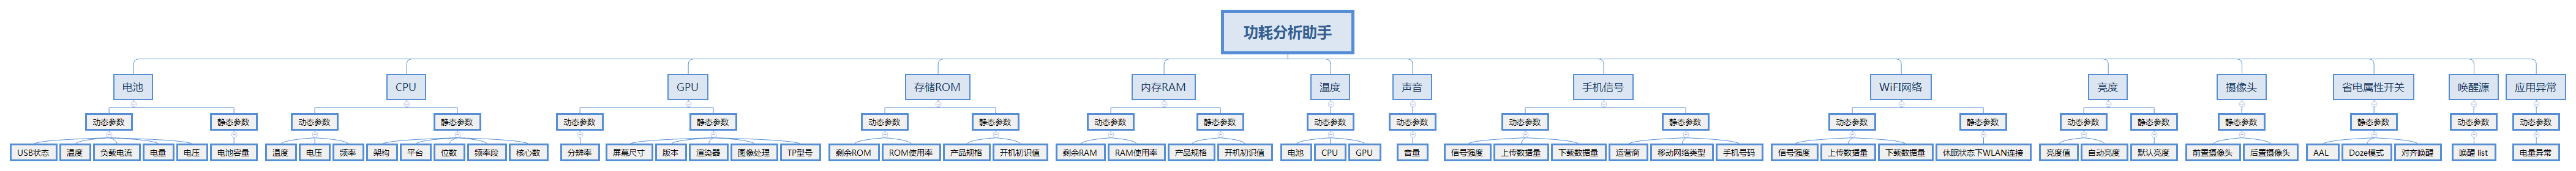 功耗分析助手
电池
CPU
GPU
存储ROM
内存RAM
温度
声音
手机信号
WiFI网络
亮度
摄像头
省电属性开关
唤醒源
应用异常
动态参数
静态参数
动态参数
静态参数
动态参数
静态参数
动态参数
静态参数
动态参数
静态参数
动态参数
动态参数
动态参数
静态参数
动态参数
静态参数
动态参数
静态参数
静态参数
静态参数
动态参数
动态参数
USB状态
温度
负载电流
电量
电压
电池容量
温度
电压
频率
架构
平台
位数
频率段
核心数
分辨率
屏幕尺寸
版本
渲染器
图像处理
TP型号
剩余ROM
ROM使用率
产品规格
开机初识值
剩余RAM
RAM使用率
产品规格
开机初识值
电池
CPU
GPU
音量
信号强度
上传数据量
下载数据量
运营商
移动网络类型
手机号码
信号强度
上传数据量
下载数据量
休眠状态下WLAN连接
亮度值
自动亮度
默认亮度
前置摄像头
后置摄像头
AAL
Doze模式
对齐唤醒
唤醒 list
电量异常